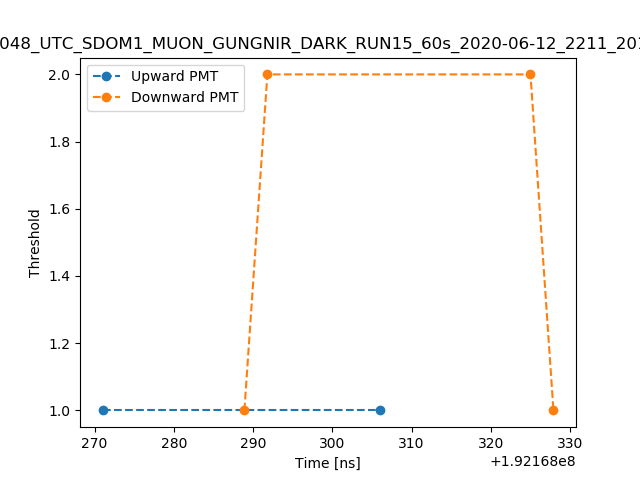 048_UTC_SDOM1_MUON_GUNGNIR_DARK_RUN15_60s_2020-06-12_2211_201
Upward PMT
Downward PMT
2.0
1.8
1.6
1.4
1.2
1.0
Threshold
270
280
290
300
310
320
330
Time [ns]
+1.92168e8